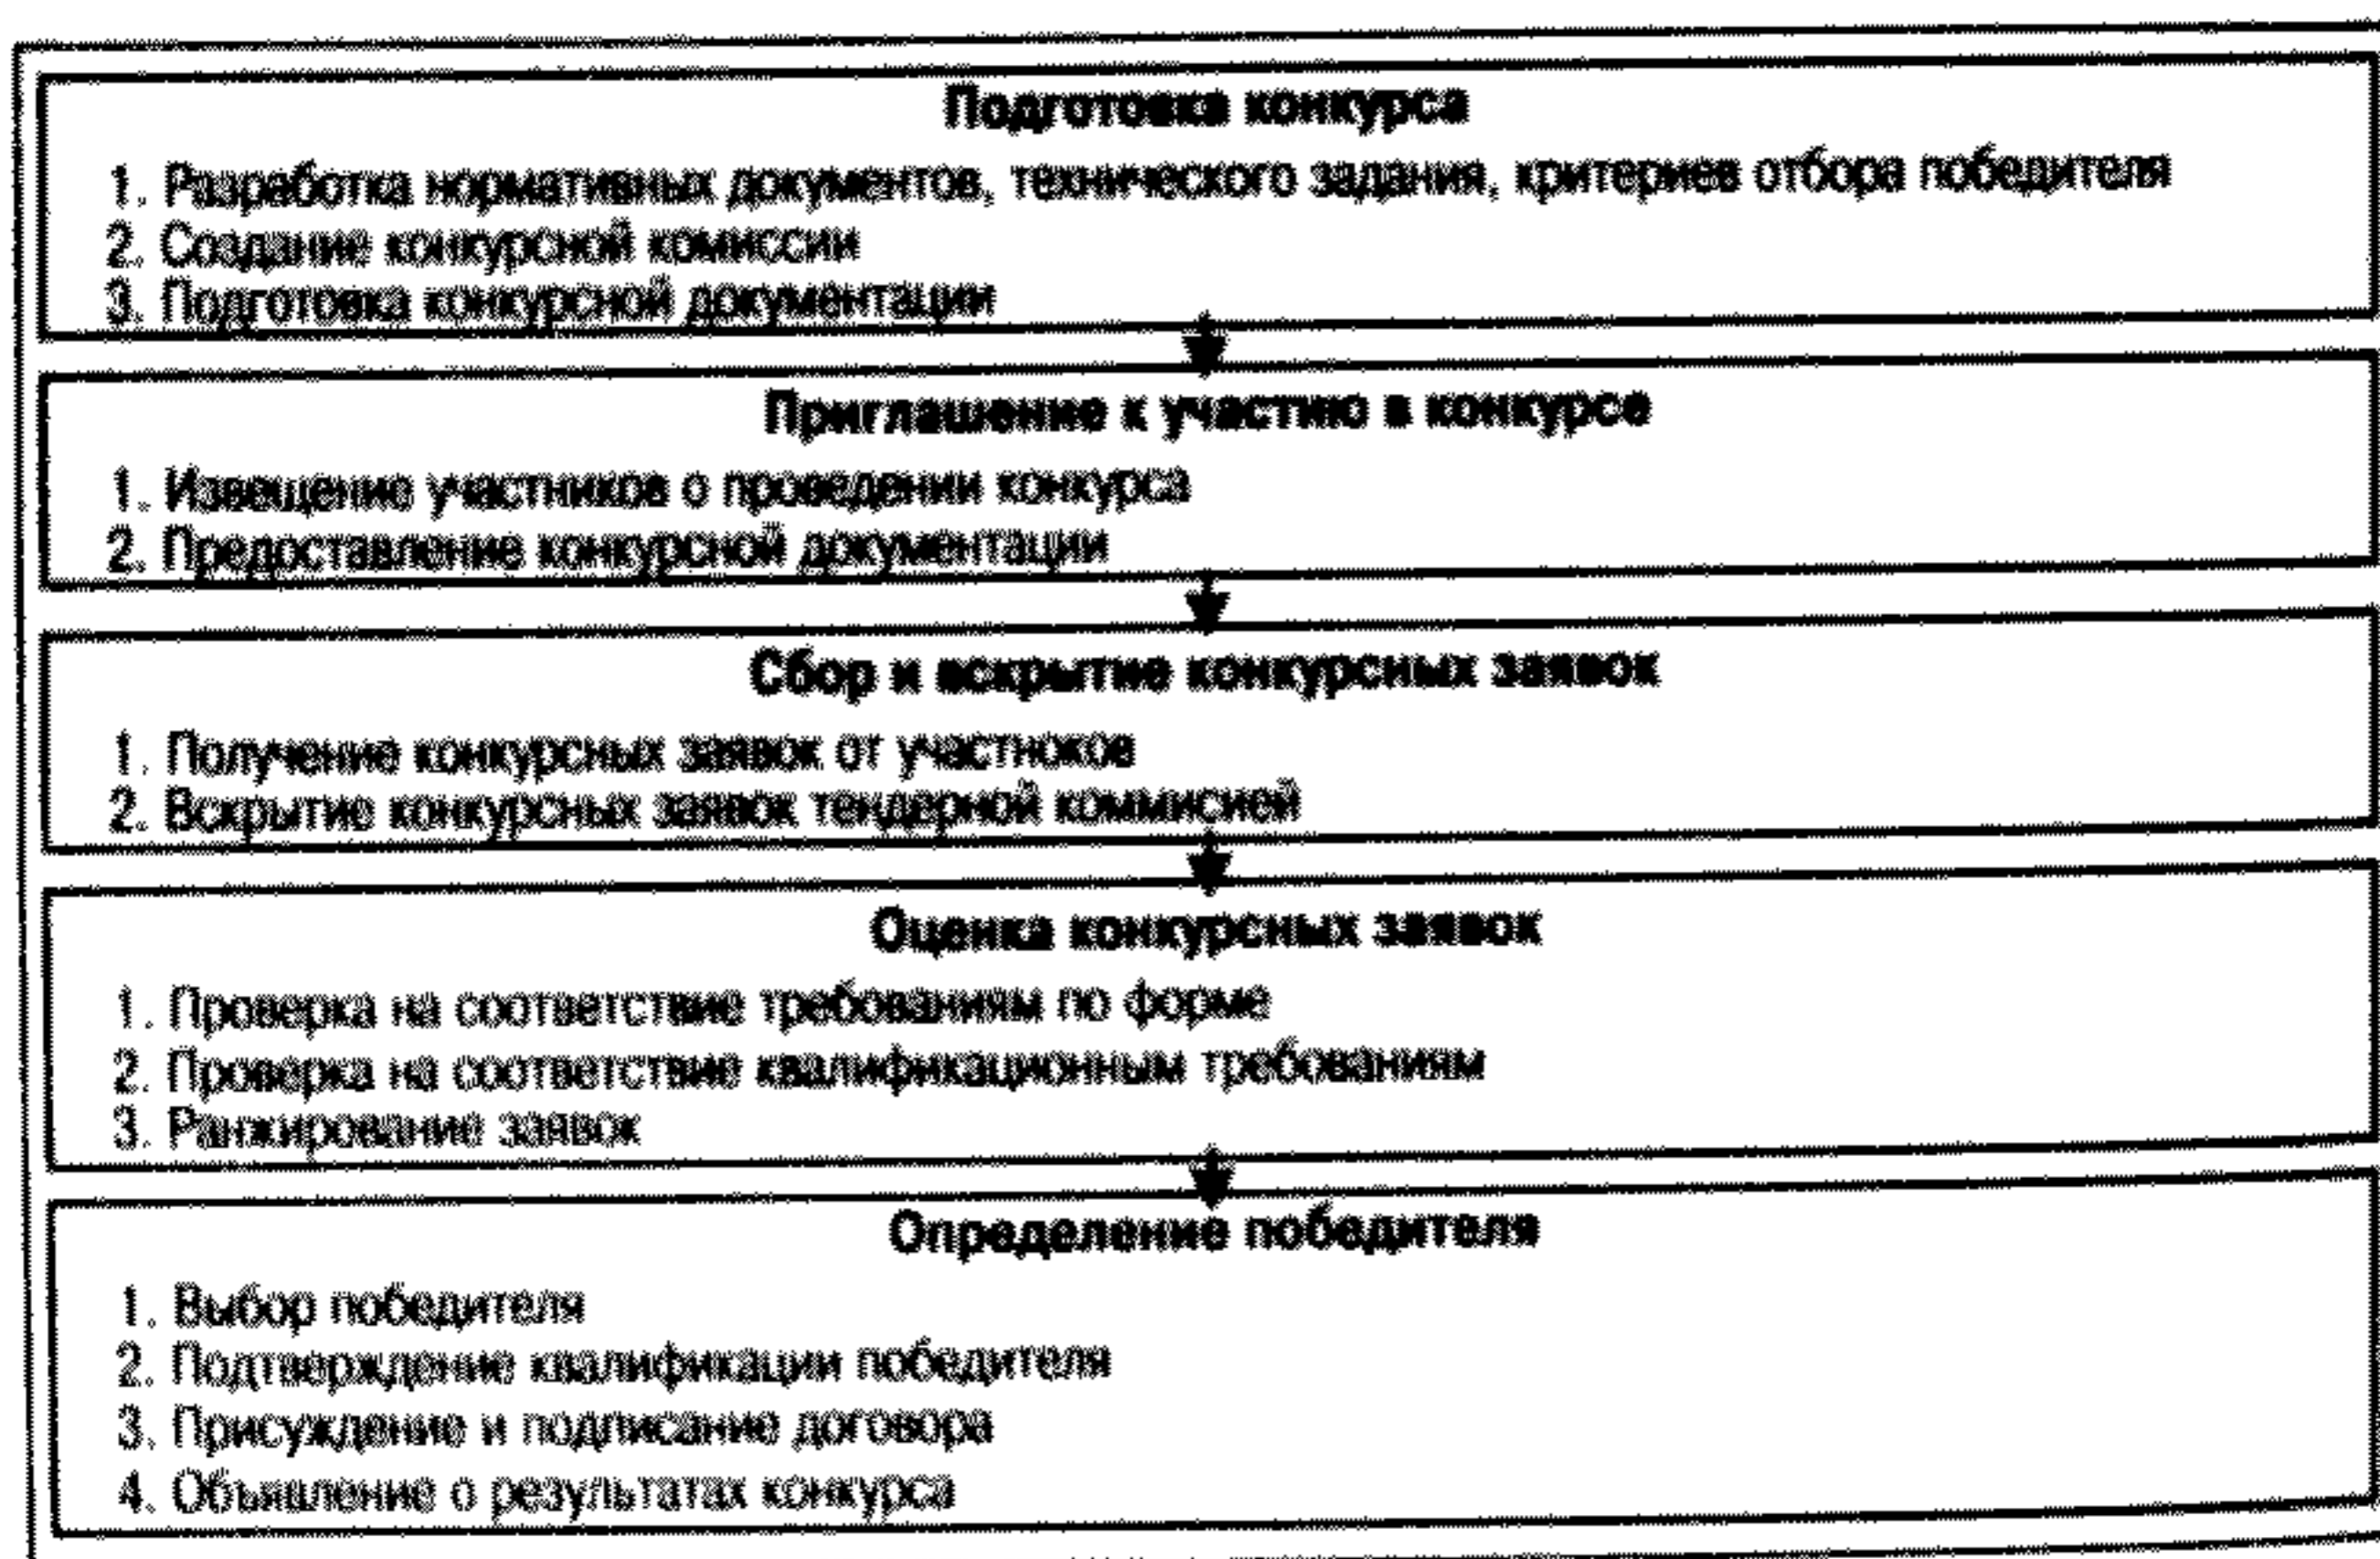 Подготовка конкурса
1. Разработка нормативных документов, технического задания, критериев отбора победителя
2. Создание конкурсной комиссии
3. Подготовка конкурсной документации
Приглашение к участию в конкурсе
1. Извещение участников о проведении конкурса
2. Предоставление конкурсной документации
Сбор и вскрытие конкурсных заявок
1. Получение конкурсных заявок от участноков
2. Вскрытие конкурсных заявок тендерной коммисией
Оценка конкурсных заявок
1. Проверка на соответствие требованиям по форме
2. Проверка на соответствие квалификационным требованиям
3. Ранжирование заявок
Определение победителя
1. Выбор победителя
2. Подтверждение квалификации победителя
3. Присуждение и подписание договора
4. Объявление о результатах конкурса